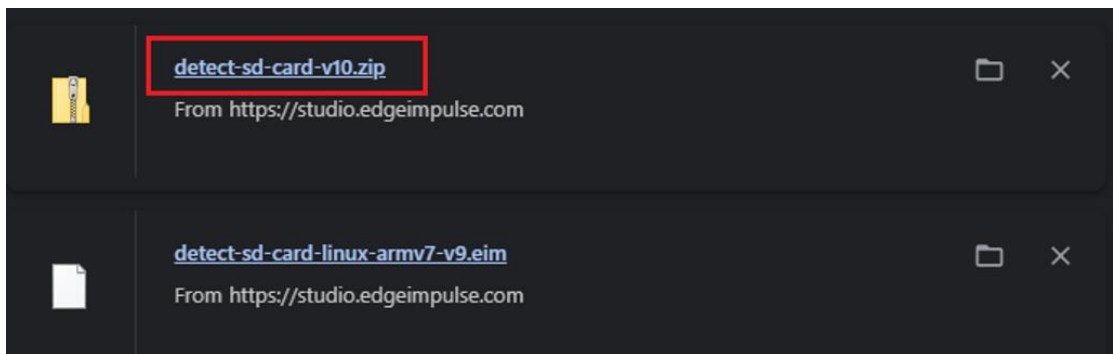 detect-sd-card-v10.zip
From https://studio.edgeimpulse.com
detect-sd-card-linux-armv7-v9.eim
From https://studio.edgeimpulse.com